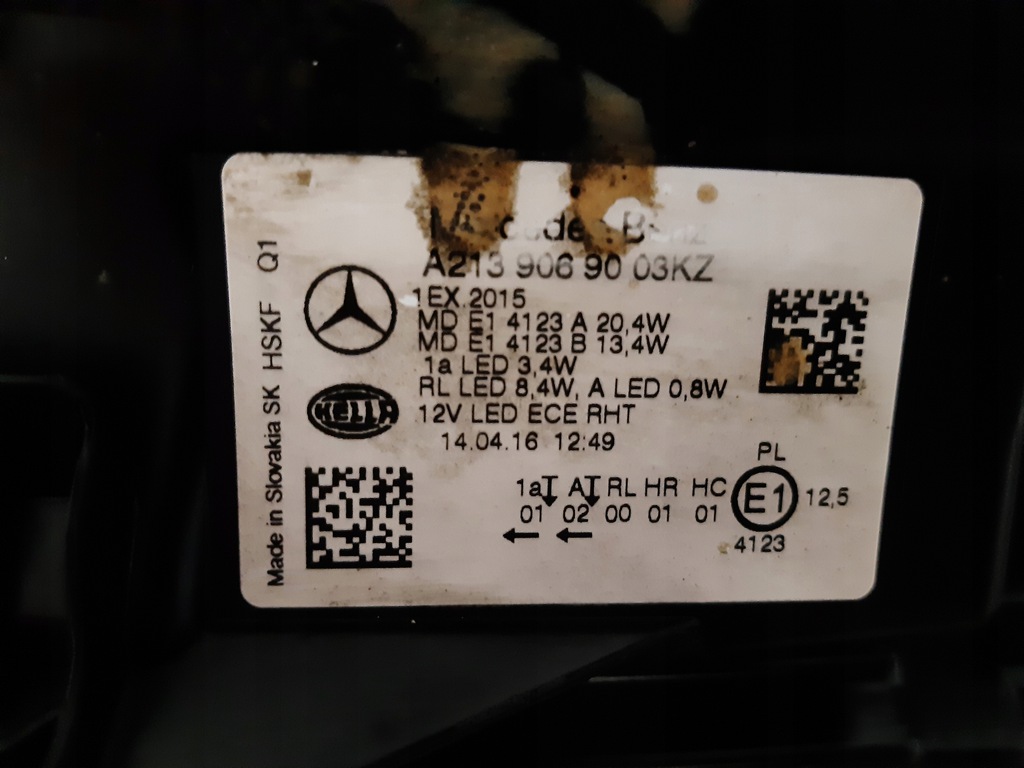 Mercedes Benz
A213 906 90 03KZ
1EX.2015
MD E1 4123 A 20,4W
MD E1 4123 B 13,4W
1a LED 3,4W
RL LED 8,4W, A LED 0,8W
12V LED ECE RHT
14.04.16 12:49
HELLA
Made in Slovakia SK HSKF Q1
PL
1a A RL HR HC
01 02 00 01 01
E1 12,5
4123